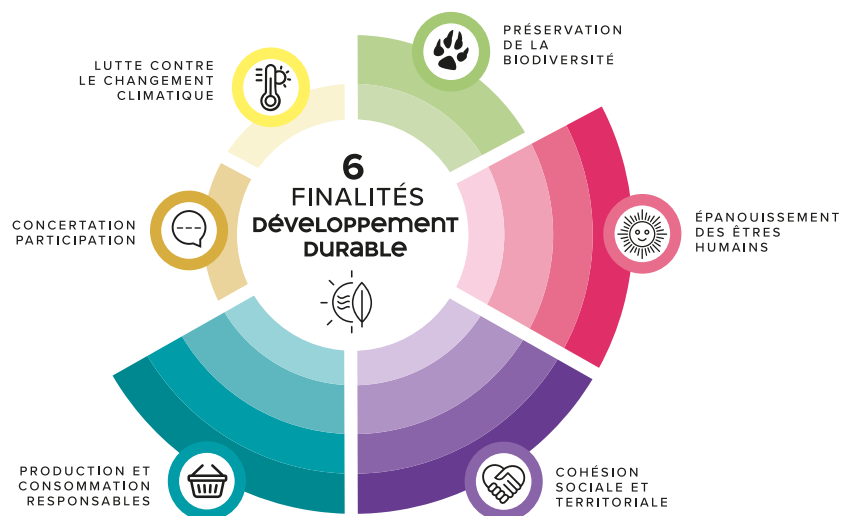 PRÉSERVATION
DE LA
BIODIVERSITÉ
LUTTE CONTRE
LE CHANGEMENT
CLIMATIQUE
6
FINALITÉS
DÉVELOPPEMENT
DURABLE
CONCERTATION
PARTICIPATION
ÉPANOUISSEMENT
DES ÊTRES
HUMAINS
PRODUCTION ET
CONSOMMATION
RESPONSABLES
COHÉSION
SOCIALE ET
TERRITORIALE